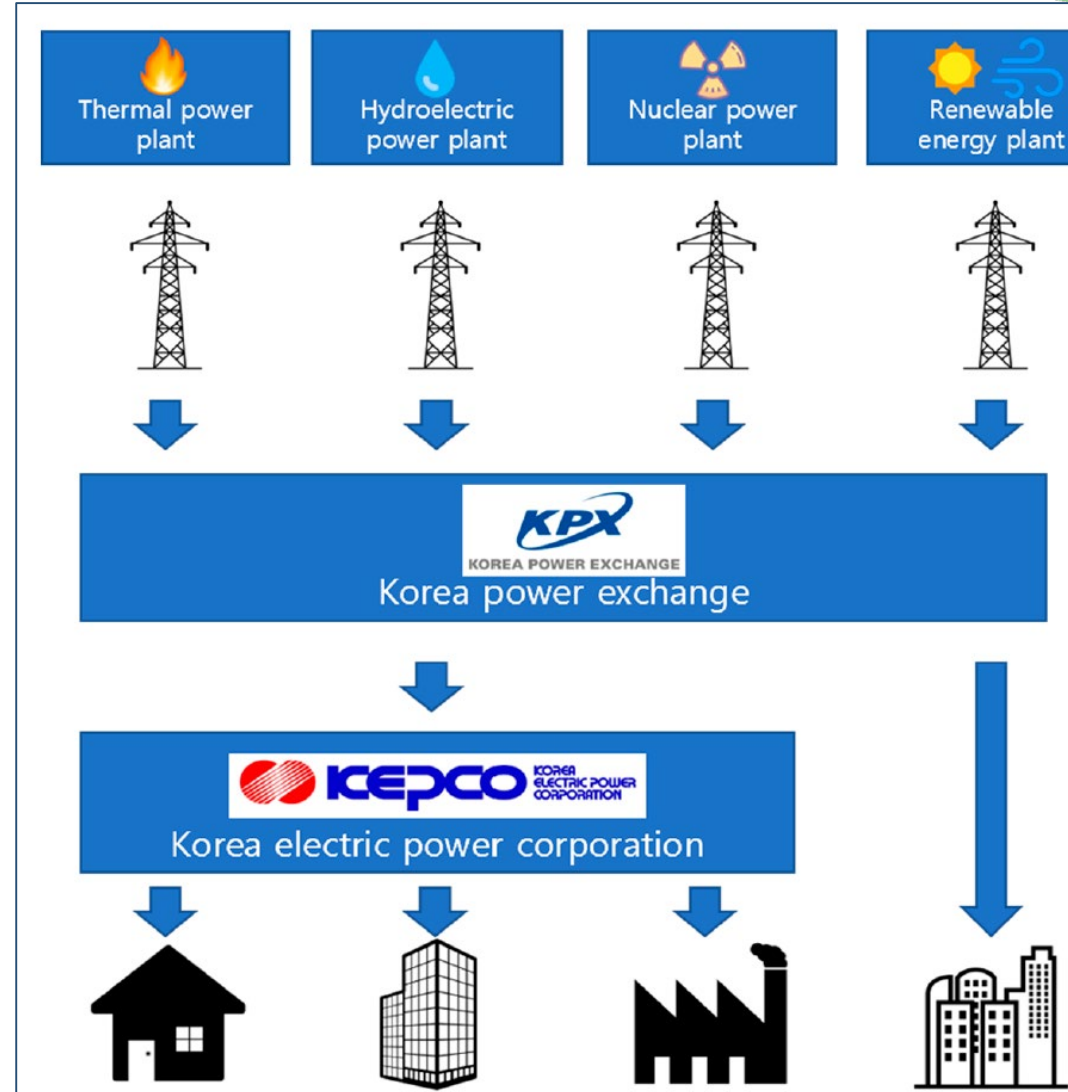 Thermal power
plant
Hydroelectric
power plant
Nuclear power
plant
Renewable
energy plant
KPX
KOREA POWER EXCHANGE
Korea power exchange
KEPCO
KOREA
ELECTRIC POWER
CORPORATION
Korea electric power corporation